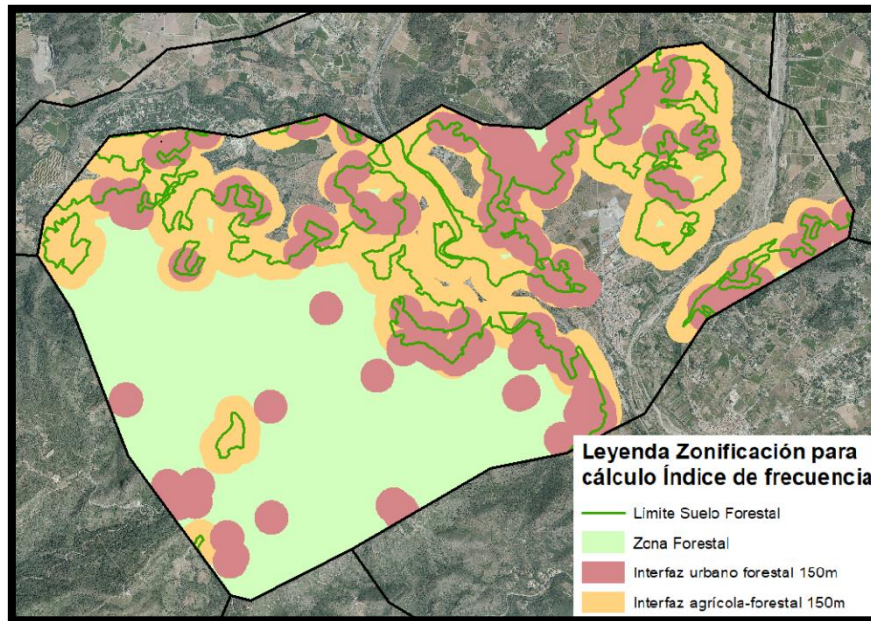 Leyenda Zonificación para
cálculo Índice de frecuencia
Límite Suelo Forestal
Zona Forestal
Interfaz urbano forestal 150m
Interfaz agrícola-forestal 150m